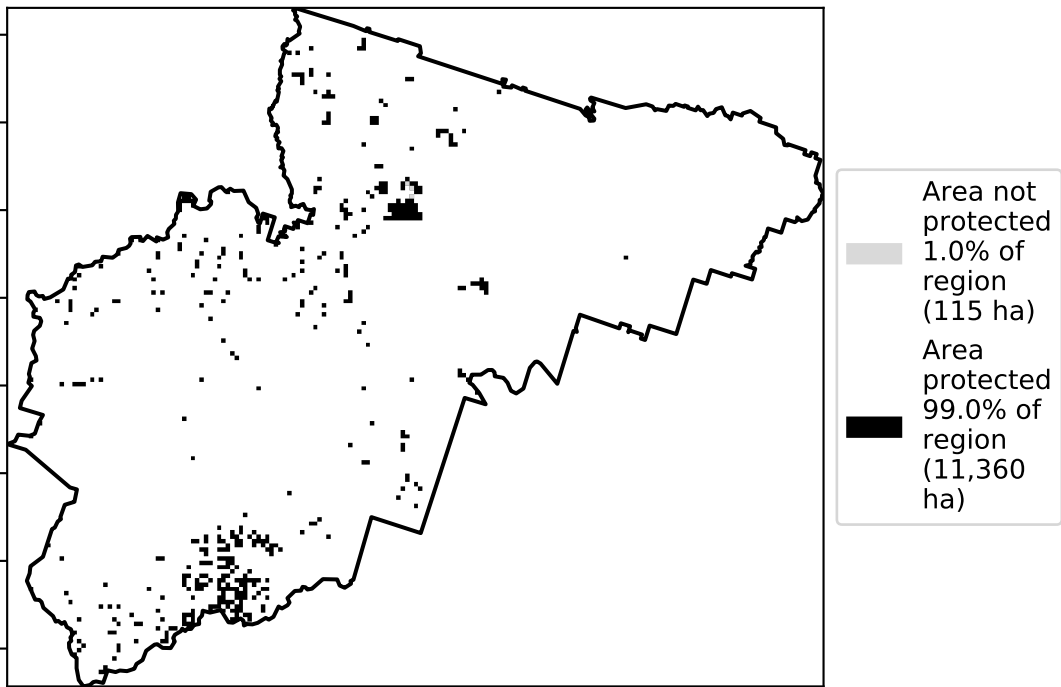 Area not
protected
1.0% of
region
(115 ha)
Area
protected
99.0% of
region
(11,360
ha)